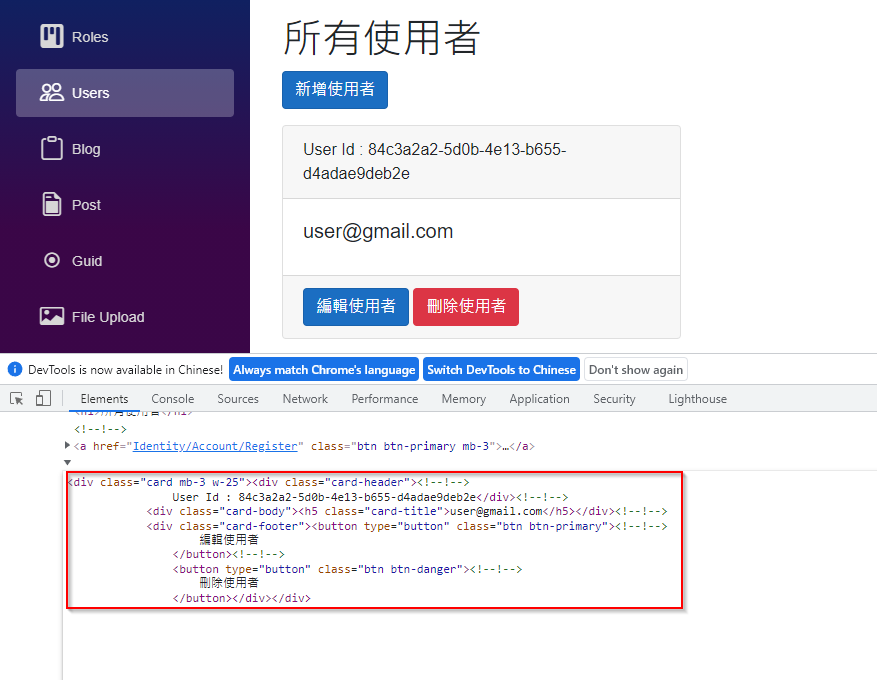 Roles
Users
Blog
Post
Guid
File Upload
所有使用者
新增使用者
User Id : 84c3a2a2-5d0b-4e13-b655-
d4adae9deb2e
user@gmail.com
編輯使用者 刪除使用者
DevTools is now available in Chinese! Always match Chrome's language Switch DevTools to Chinese Don't show again
Elements Console Sources Network Performance Memory Application Security Lighthouse
<h1>所有使用者</h1>
<!--!-->
<a href="Identity/Account/Register" class="btn btn-primary mb-3">…</a>
<div class="card mb-3 w-25"><div class="card-header"><!--!-->
User Id : 84c3a2a2-5d0b-4e13-b655-d4adae9deb2e</div><!--!-->
<div class="card-body"><h5 class="card-title">user@gmail.com</h5></div><!--!-->
<div class="card-footer"><button type="button" class="btn btn-primary"><!--!-->
編輯使用者
</button><!--!-->
<button type="button" class="btn btn-danger"><!--!-->
刪除使用者
</button></div></div>